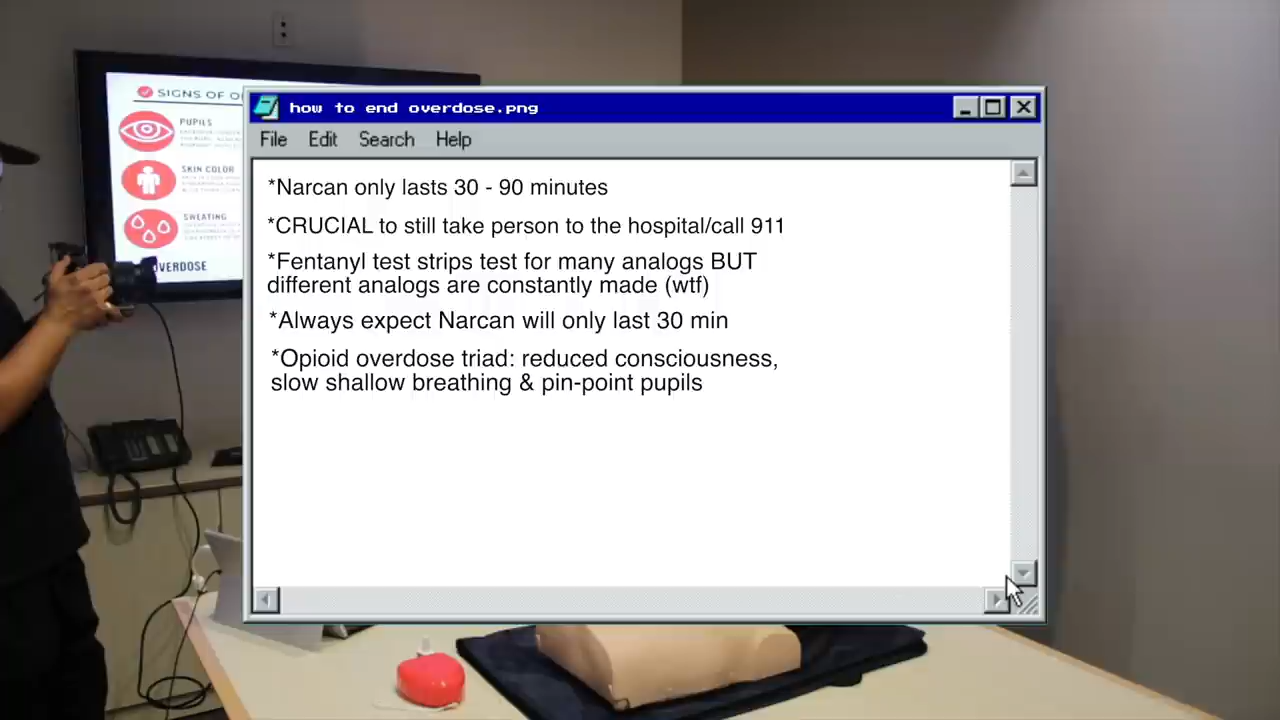 SIGNS OF O
PUPILS
SKIN COLOR
SWEATING
OVERDOSE
how to end overdose.png
File Edit Search Help
*Narcan only lasts 30 - 90 minutes
*CRUCIAL to still take person to the hospital/call 911
*Fentanyl test strips test for many analogs BUT
different analogs are constantly made (wtf)
*Always expect Narcan will only last 30 min
*Opioid overdose triad: reduced consciousness,
slow shallow breathing & pin-point pupils